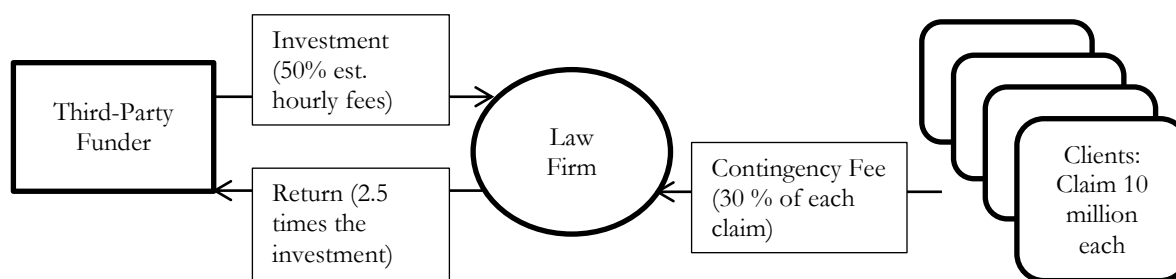 Third-Party
Funder
Investment
(50% est.
hourly fees)
Return (2.5
times the
investment)
Law
Firm
Contingency Fee
(30 % of each
claim)
Clients:
Claim 10
million
each